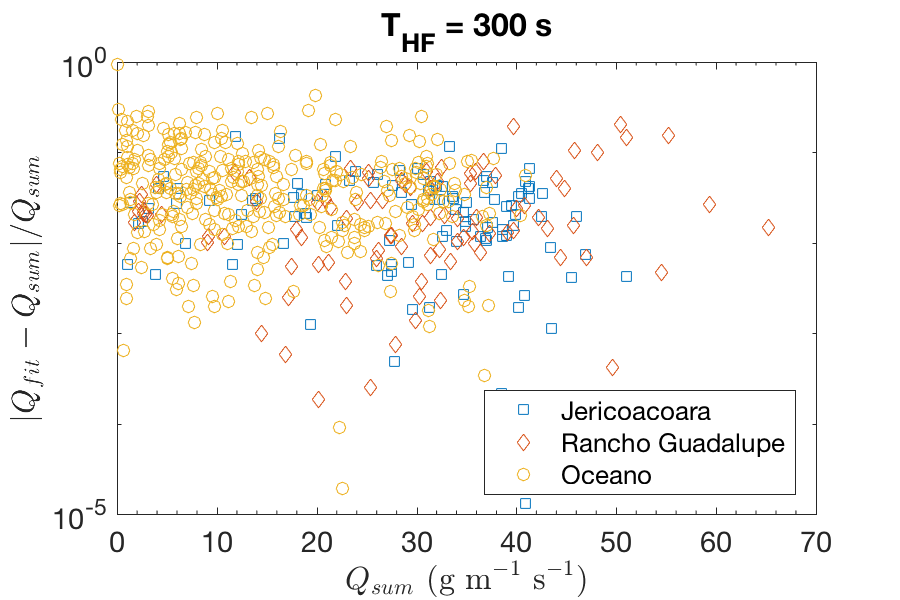 T_HF = 300 s
10^0
|Q_fit − Q_sum|/Q_sum
Jericoacoara
Rancho Guadalupe
Oceano
10^-5
0 10 20 30 40 50 60 70
Q_sum (g m^−1 s^−1)